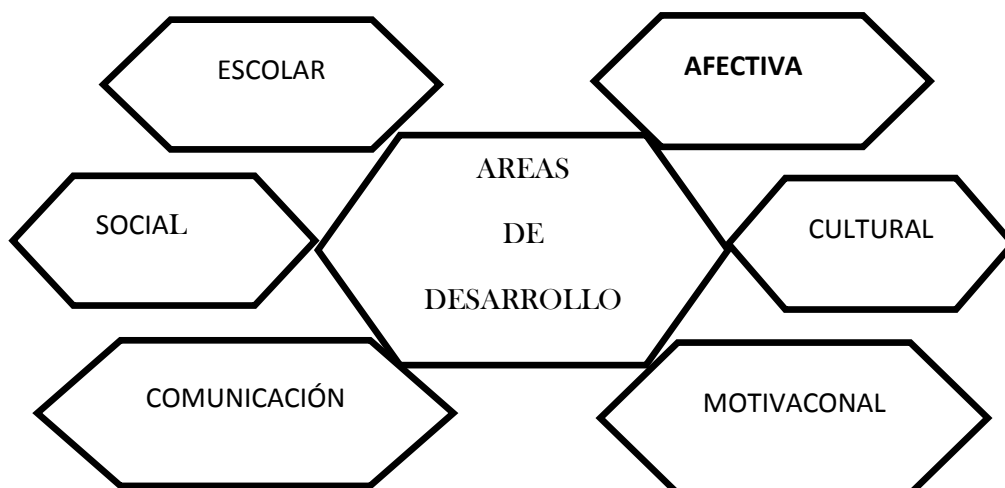 ESCOLAR
AFECTIVA
AREAS
DE
DESARROLLO
SOCIAL
CULTURAL
COMUNICACIÓN
MOTIVACONAL